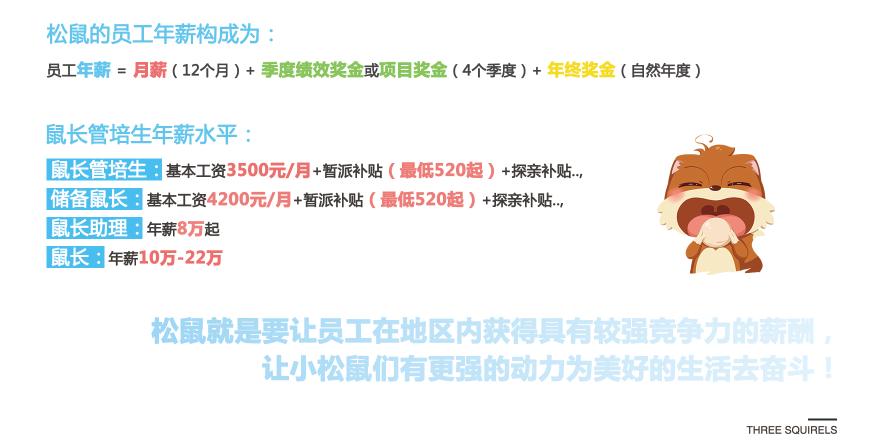 松鼠的员工年薪构成为：
员工年薪 = 月薪（12个月）+ 季度绩效奖金或项目奖金（4个季度）+ 年终奖金（自然年度）
鼠长管培生年薪水平：
鼠长管培生：基本工资3500元/月+暂派补贴（最低520起）+探亲补贴..,
储备鼠长：基本工资4200元/月+暂派补贴（最低520起）+探亲补贴..,
鼠长助理：年薪8万起
鼠长：年薪10万-22万
松鼠就是要让员工在地区内获得具有较强竞争力的薪酬，
让小松鼠们有更强的动力为美好的生活去奋斗！
THREE SQUIRELS